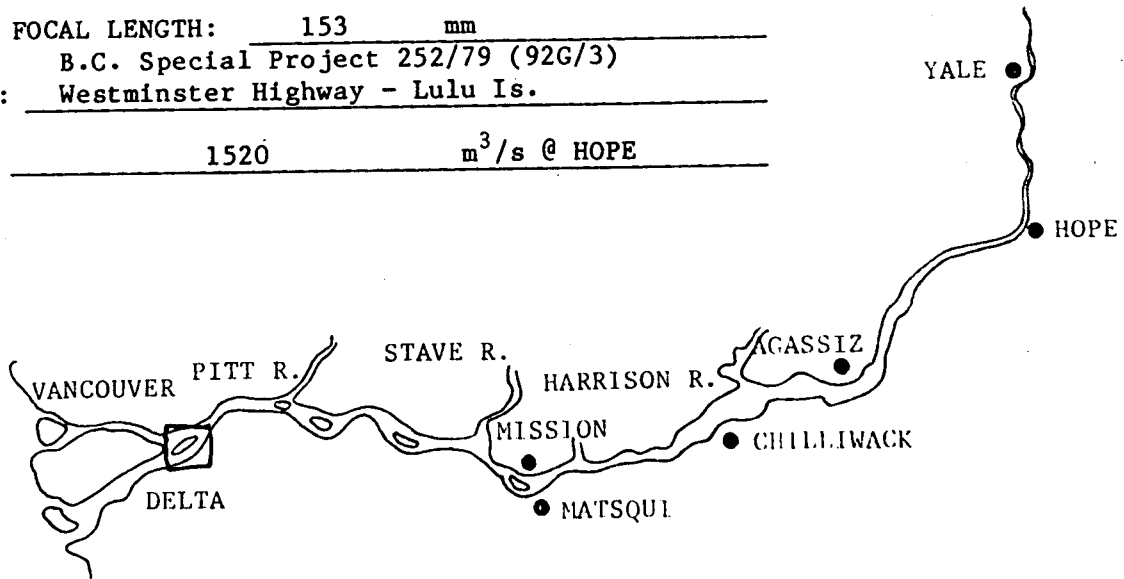 FOCAL LENGTH: 153 mm
B.C. Special Project 252/79 (92G/3)
: Westminster Highway - Lulu Is.
1520 m³/s @ HOPE
YALE
HOPE
AGASSIZ
STAVE R.
PITT R.
HARRISON R.
VANCOUVER
MISSION
CHILLIWACK
DELTA
MATSQUI